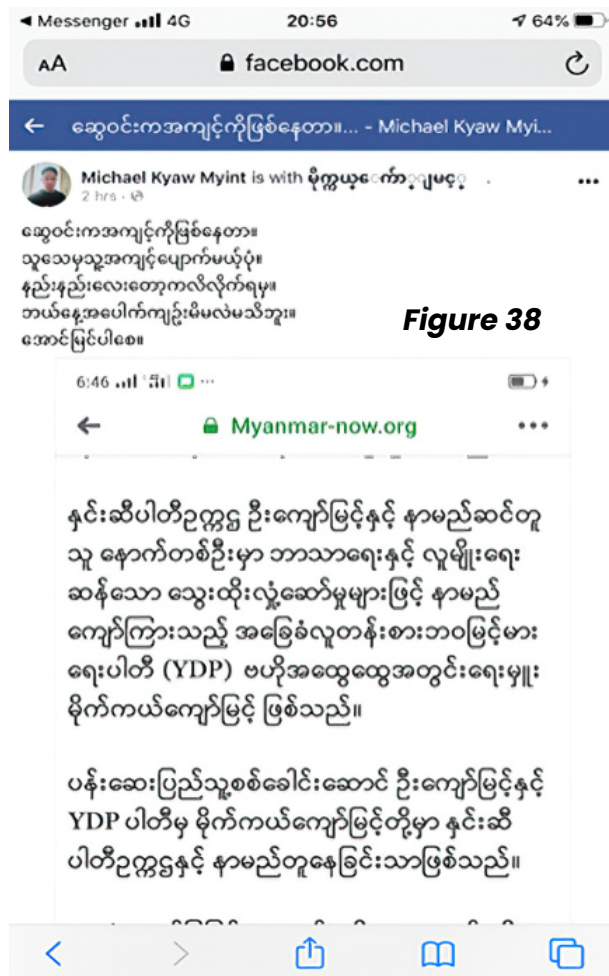 ◀ Messenger 4G 20:56 64%
AA facebook.com
← ဆွေဝင်းကအကျင့်ကိုဖြစ်နေတာ။... - Michael Kyaw Myi...
Michael Kyaw Myint is with
2 hrs ·
ဆွေဝင်းကအကျင့်ကိုဖြစ်နေတာ။
သူသေမှသူ့အကျင့်ပျောက်မယ့်ပုံ။
နည်းနည်းလေးတော့ကလိလိုက်ရမှ။
ဘယ်နေ့အပေါက်ကျဥ်းမိမလဲမသိဘူး။
အောင်မြင်ပါစေ။
Figure 38
6:46
← Myanmar-now.org
နှင်းဆီပါတီဥက္ကဋ္ဌ ဦးကျော်မြင့်နှင့် နာမည်ဆင်တူ
သူ နောက်တစ်ဦးမှာ ဘာသာရေးနှင့် လူမျိုးရေး
ဆန်သော သွေးထိုးလှုံ့ဆော်မှုများဖြင့် နာမည်
ကျော်ကြားသည့် အခြေခံလူတန်းစားဘဝမြင့်မား
ရေးပါတီ (YDP) ဗဟိုအထွေထွေအတွင်းရေးမှူး
မိုက်ကယ်ကျော်မြင့် ဖြစ်သည်။
ပန်းဆေးပြည်သူ့စစ်ခေါင်းဆောင် ဦးကျော်မြင့်နှင့်
YDP ပါတီမှ မိုက်ကယ်ကျော်မြင့်တို့မှာ နှင်းဆီ
ပါတီဥက္ကဋ္ဌနှင့် နာမည်တူနေခြင်းသာဖြစ်သည်။